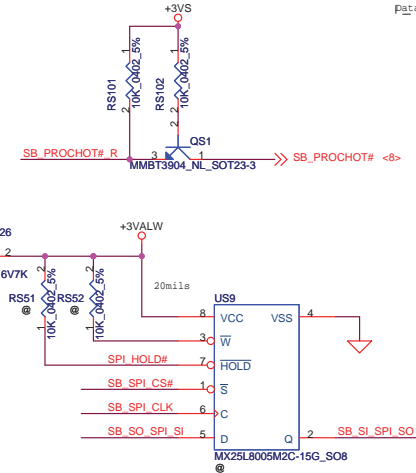 +3VS
Data
1
1
RS101
10K_0402_5%
RS102
10K_0402_5%
2
2
2
QS1
SB_PROCHOT#_R
3
1
SB_PROCHOT# <8>
MMBT3904_NL_SOT23-3
26
+3VALW
2
6V7K
2
2
RS51
@
10K_0402_5%
RS52
@
10K_0402_5%
1
1
20mils
US9
8
VCC
VSS
4
3
W
SPI_HOLD#
7
HOLD
SB_SPI_CS#
1
S
SB_SPI_CLK
6
C
SB_SO_SPI_SI
5
D
Q
2
SB_SI_SPI_SO
MX25L8005M2C-15G_SO8
@